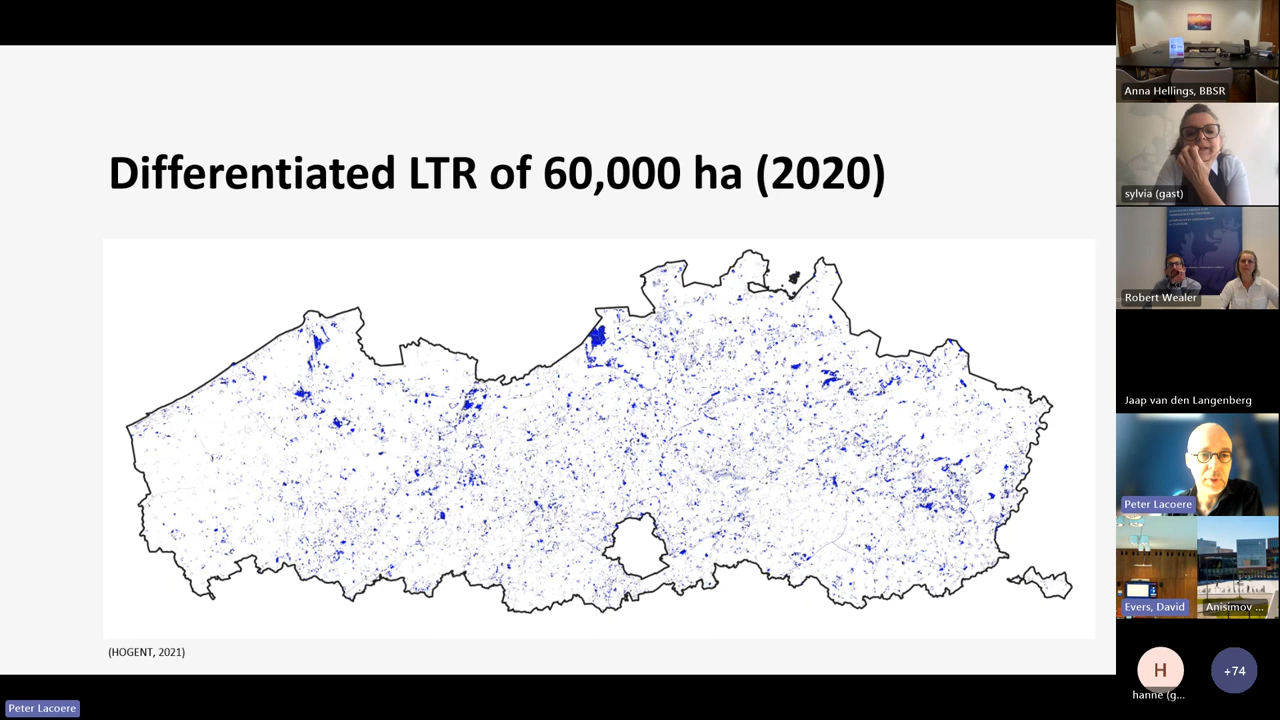 Differentiated LTR of 60,000 ha (2020)
(HOGENT, 2021)
Peter Lacoere
Anna Hellings, BBSR
sylvia (gast)
Robert Wealer
Jaap van den Langenberg
Peter Lacoere
Evers, David
Anisimov ...
H
hanne (g...
+74